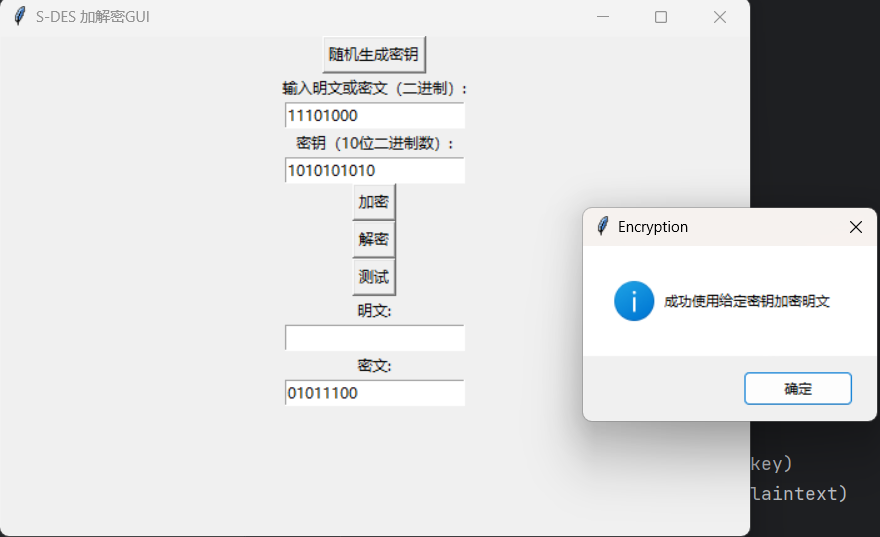 S-DES 加解密GUI
随机生成密钥
输入明文或密文（二进制）:
11101000
密钥（10位二进制数）:
1010101010
加密
解密
测试
明文:
密文:
01011100
Encryption
成功使用给定密钥加密明文
确定
key)
laintext)